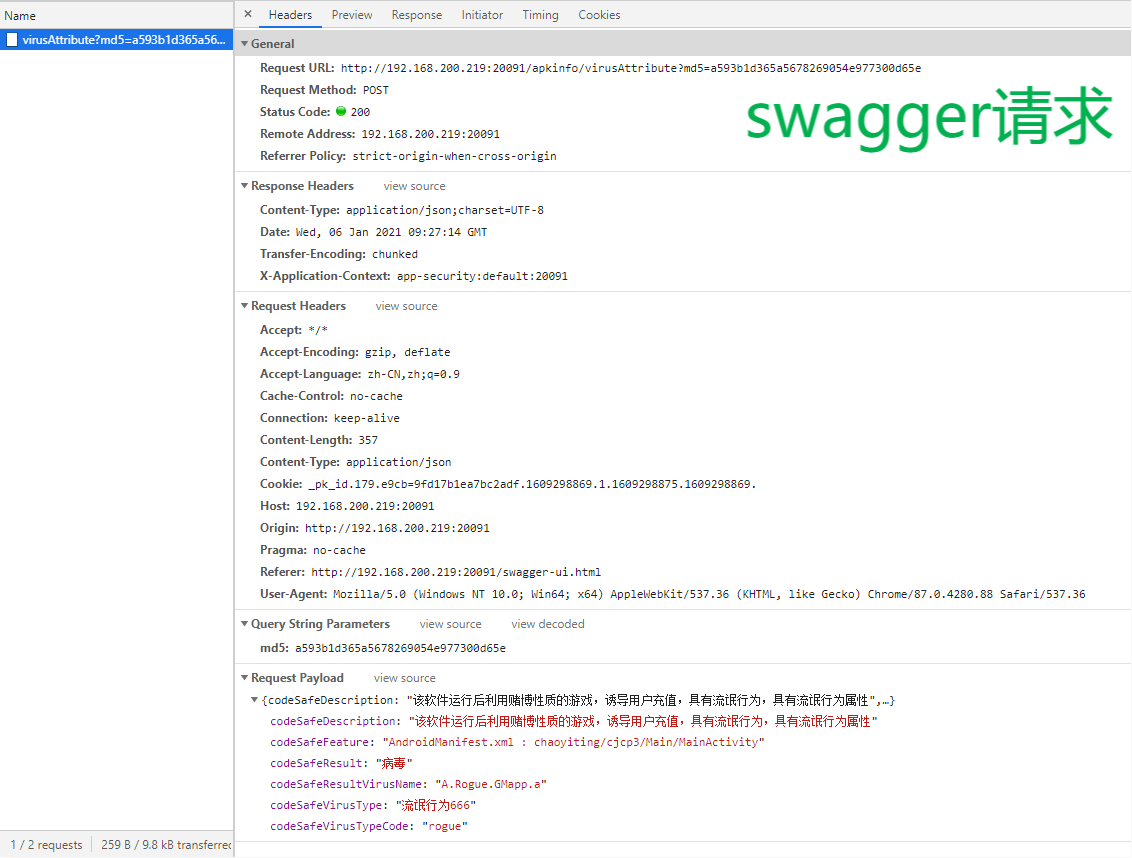 Name
× Headers Preview Response Initiator Timing Cookies
virusAttribute?md5=a593b1d365a56...
General
Request URL: http://192.168.200.219:20091/apkinfo/virusAttribute?md5=a593b1d365a5678269054e977300d65e
Request Method: POST
Status Code: 200
Remote Address: 192.168.200.219:20091
Referrer Policy: strict-origin-when-cross-origin
swagger请求
Response Headers view source
Content-Type: application/json;charset=UTF-8
Date: Wed, 06 Jan 2021 09:27:14 GMT
Transfer-Encoding: chunked
X-Application-Context: app-security:default:20091
Request Headers view source
Accept: */*
Accept-Encoding: gzip, deflate
Accept-Language: zh-CN,zh;q=0.9
Cache-Control: no-cache
Connection: keep-alive
Content-Length: 357
Content-Type: application/json
Cookie: _pk_id.179.e9cb=9fd17b1ea7bc2adf.1609298869.1.1609298875.1609298869.
Host: 192.168.200.219:20091
Origin: http://192.168.200.219:20091
Pragma: no-cache
Referer: http://192.168.200.219:20091/swagger-ui.html
User-Agent: Mozilla/5.0 (Windows NT 10.0; Win64; x64) AppleWebKit/537.36 (KHTML, like Gecko) Chrome/87.0.4280.88 Safari/537.36
Query String Parameters view source view decoded
md5: a593b1d365a5678269054e977300d65e
Request Payload view source
{codeSafeDescription: "该软件运行后利用赌博性质的游戏，诱导用户充值，具有流氓行为，具有流氓行为属性",…}
codeSafeDescription: "该软件运行后利用赌博性质的游戏，诱导用户充值，具有流氓行为，具有流氓行为属性"
codeSafeFeature: "AndroidManifest.xml : chaoyiting/cjcp3/Main/MainActivity"
codeSafeResult: "病毒"
codeSafeResultVirusName: "A.Rogue.GMapp.a"
codeSafeVirusType: "流氓行为666"
codeSafeVirusTypeCode: "rogue"
1 / 2 requests 259 B / 9.8 kB transferrec